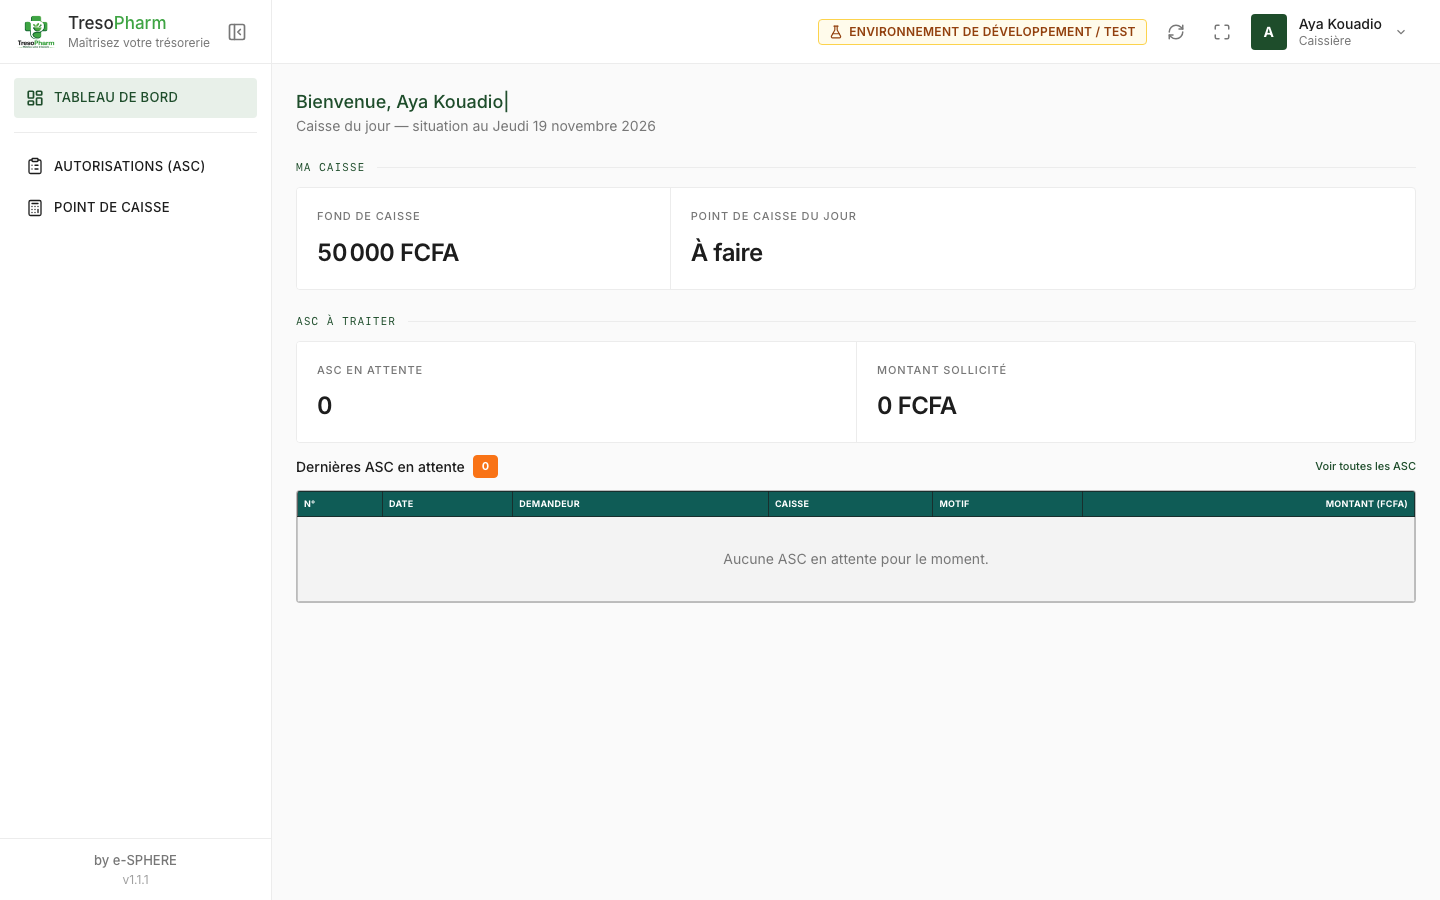 TresoPharm
Maîtrisez votre trésorerie
TresoPharm
ENVIRONNEMENT DE DÉVELOPPEMENT / TEST
A
Aya Kouadio
Caissière
TABLEAU DE BORD
AUTORISATIONS (ASC)
POINT DE CAISSE
Bienvenue, Aya Kouadio|
Caisse du jour — situation au Jeudi 19 novembre 2026
MA CAISSE
FOND DE CAISSE
50 000 FCFA
POINT DE CAISSE DU JOUR
À faire
ASC À TRAITER
ASC EN ATTENTE
0
MONTANT SOLLICITÉ
0 FCFA
Dernières ASC en attente 0
Voir toutes les ASC
N° DATE DEMANDEUR CAISSE MOTIF MONTANT (FCFA)
Aucune ASC en attente pour le moment.
by e-SPHERE
v1.1.1